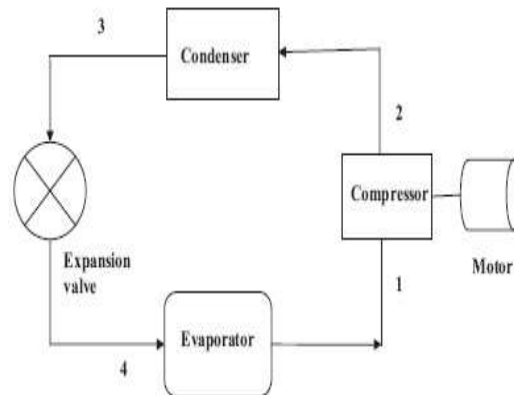 3
Condenser
2
Compressor
Expansion
valve
Motor
1
Evaporator
4